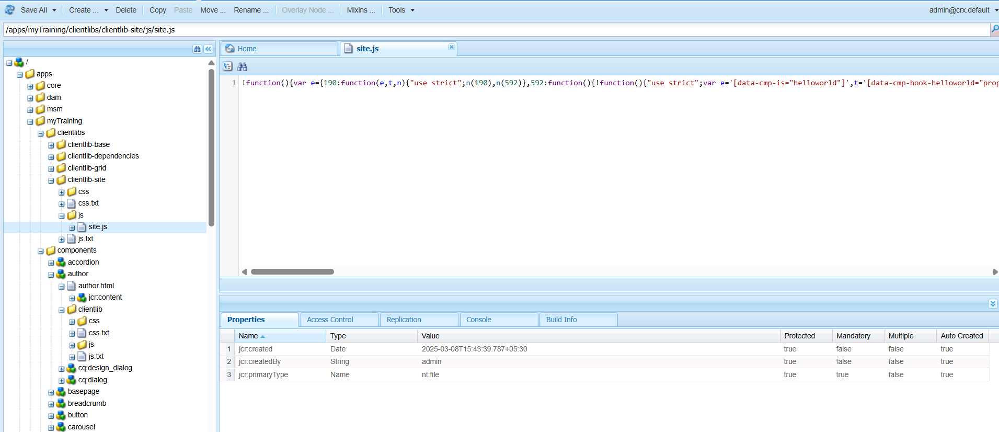 Save All Create ... Delete Copy Paste Move ... Rename ... Overlay Node ... Mixins ... Tools admin@crx.default
/apps/myTraining/clientlibs/clientlib-site/js/site.js
/
apps
core
dam
msm
myTraining
clientlibs
clientlib-base
clientlib-dependencies
clientlib-grid
clientlib-site
css
css.txt
js
site.js
js.txt
components
accordion
author
author.html
jcr:content
clientlib
css
css.txt
js
js.txt
cq:design_dialog
cq:dialog
basepage
breadcrumb
button
carousel
Home site.js
1 !function(){var e={190:function(e,t,n){"use strict";n(190),n(592)},592:function(){!function(){"use strict";var e='[data-cmp-is="helloworld"]',t='[data-cmp-hook-helloworld="prop
Properties Access Control Replication Console Build Info
Name Type Value Protected Mandatory Multiple Auto Created
1 jcr:created Date 2025-03-08T15:43:39.787+05:30 true false false true
2 jcr:createdBy String admin true false false true
3 jcr:primaryType Name nt:file true true false true